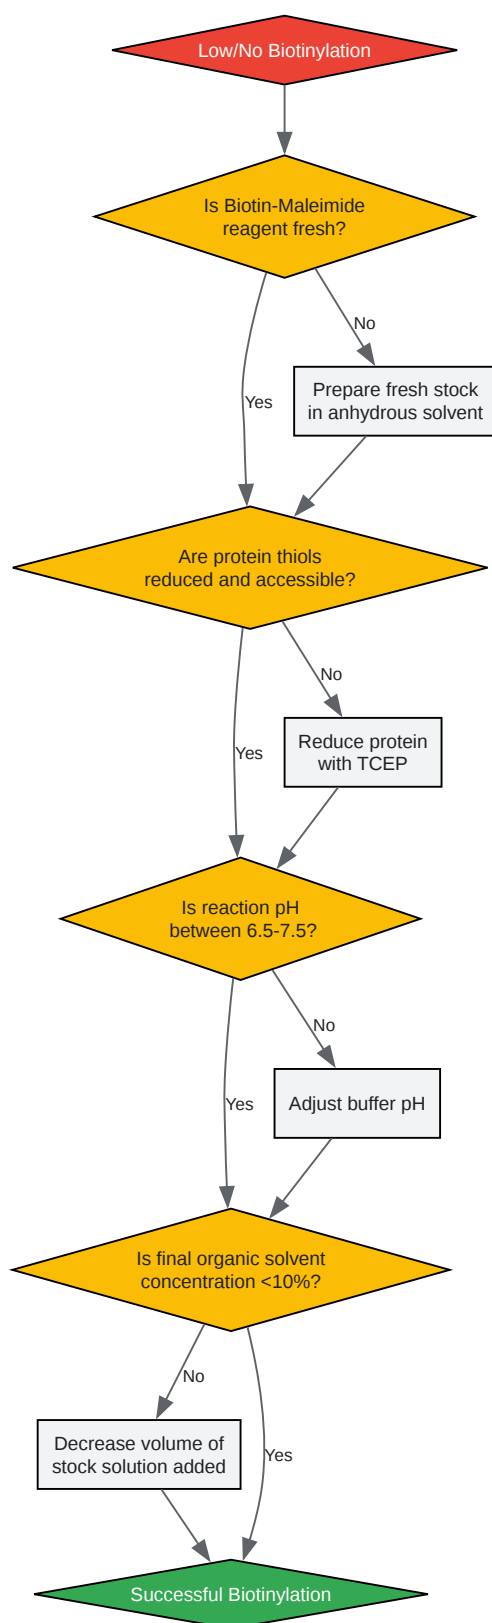 Low/No Biotinylation
Is Biotin-Maleimide
reagent fresh?
No
Yes
Prepare fresh stock
in anhydrous solvent
Are protein thiols
reduced and accessible?
No
Yes
Reduce protein
with TCEP
Is reaction pH
between 6.5-7.5?
No
Yes
Adjust buffer pH
Is final organic solvent
concentration <10%?
No
Yes
Decrease volume of
stock solution added
Successful Biotinylation